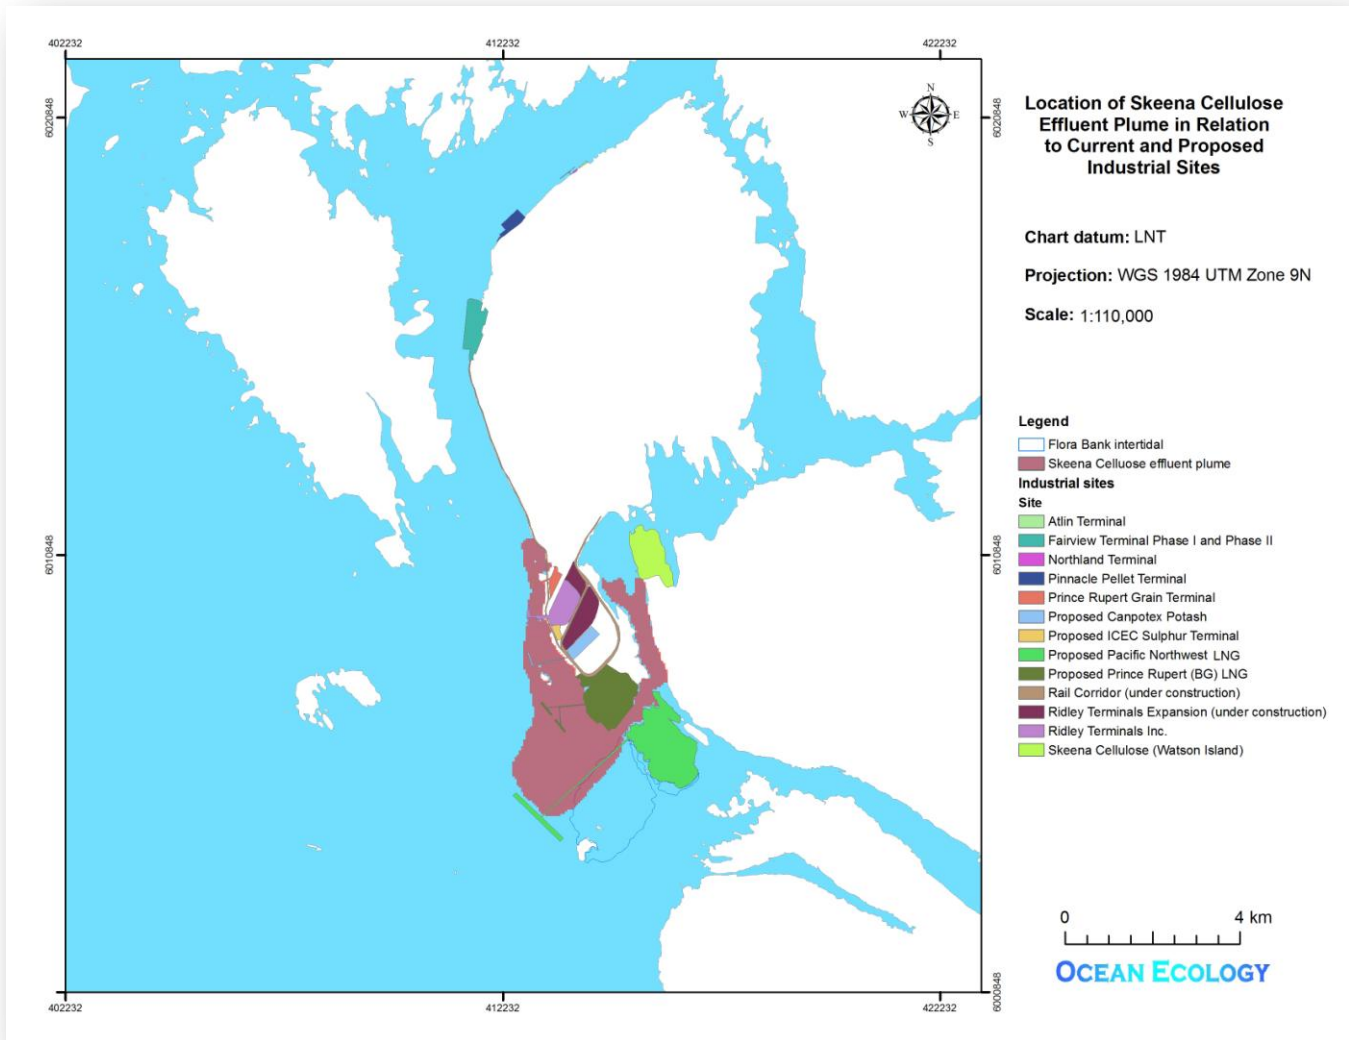 402232
412232
422232
6020848
6020848
N
W
E
S
Location of Skeena Cellulose
Effluent Plume in Relation
to Current and Proposed
Industrial Sites
Chart datum: LNT
Projection: WGS 1984 UTM Zone 9N
Scale: 1:110,000
Legend
Flora Bank intertidal
Skeena Celluose effluent plume
Industrial sites
Site
Atlin Terminal
Fairview Terminal Phase I and Phase II
Northland Terminal
Pinnacle Pellet Terminal
Prince Rupert Grain Terminal
Proposed Canpotex Potash
Proposed ICEC Sulphur Terminal
Proposed Pacific Northwest LNG
Proposed Prince Rupert (BG) LNG
Rail Corridor (under construction)
Ridley Terminals Expansion (under construction)
Ridley Terminals Inc.
Skeena Cellulose (Watson Island)
6010848
6010848
0 4 km
OCEAN ECOLOGY
6000848
402232
412232
422232